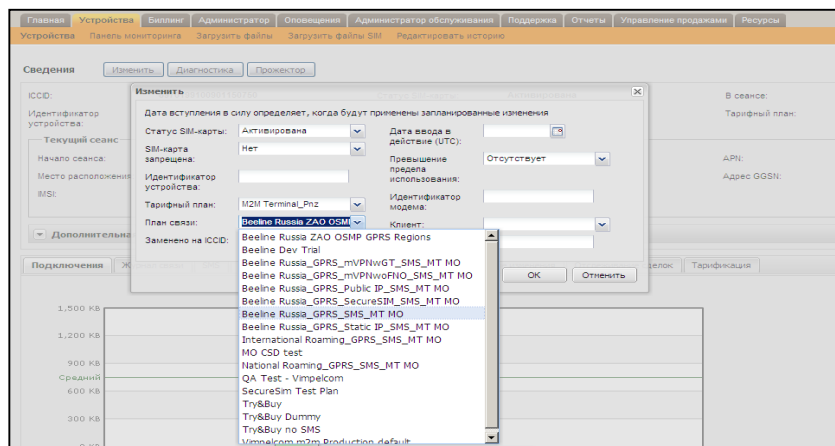 Главная Устройства Биллинг Администратор Оповещения Администратор обслуживания Поддержка Отчеты Управление продажами Ресурсы
Устройства Панель мониторинга Загрузить файлы Загрузить файлы SIM Редактировать историю
Сведения Изменить Диагностика Прожектор
ICCID:
В сеансе:
Идентификатор устройства:
Тарифный план:
Текущий сеанс
Начало сеанса:
APN:
Место расположения
Адрес GGSN:
IMSI:
Дополнительна
Подключения
Тарификация
1,500 KB
1,200 KB
900 KB
Средний
600 KB
300 KB
0 KB
Изменить
Дата вступления в силу определяет, когда будут применены запланированные изменения
Статус SIM-карты: Активирована
Дата ввода в действие (UTC):
SIM-карта запрещена: Нет
Превышение предела использования: Отсутствует
Идентификатор устройства:
Идентификатор модема:
Тарифный план: M2M Terminal_Pnz
План связи: Beeline Russia ZAO OSMP
Клиент:
Заменено на ICCID:
OK Отменить
Beeline Russia ZAO OSMP GPRS Regions
Beeline Dev Trial
Beeline Russia_GPRS_mVPNwGT_SMS_MT MO
Beeline Russia_GPRS_mVPNwoFNO_SMS_MT MO
Beeline Russia_GPRS_Public IP_SMS_MT MO
Beeline Russia_GPRS_SecureSIM_SMS_MT MO
Beeline Russia_GPRS_SMS_MT MO
Beeline Russia_GPRS_Static IP_SMS_MT MO
International Roaming_GPRS_SMS_MT MO
MO CSD test
National Roaming_GPRS_SMS_MT MO
QA Test - Vimpelcom
SecureSim Test Plan
Try&Buy
Try&Buy Dummy
Try&Buy no SMS
Vimpelcom m2m Production default